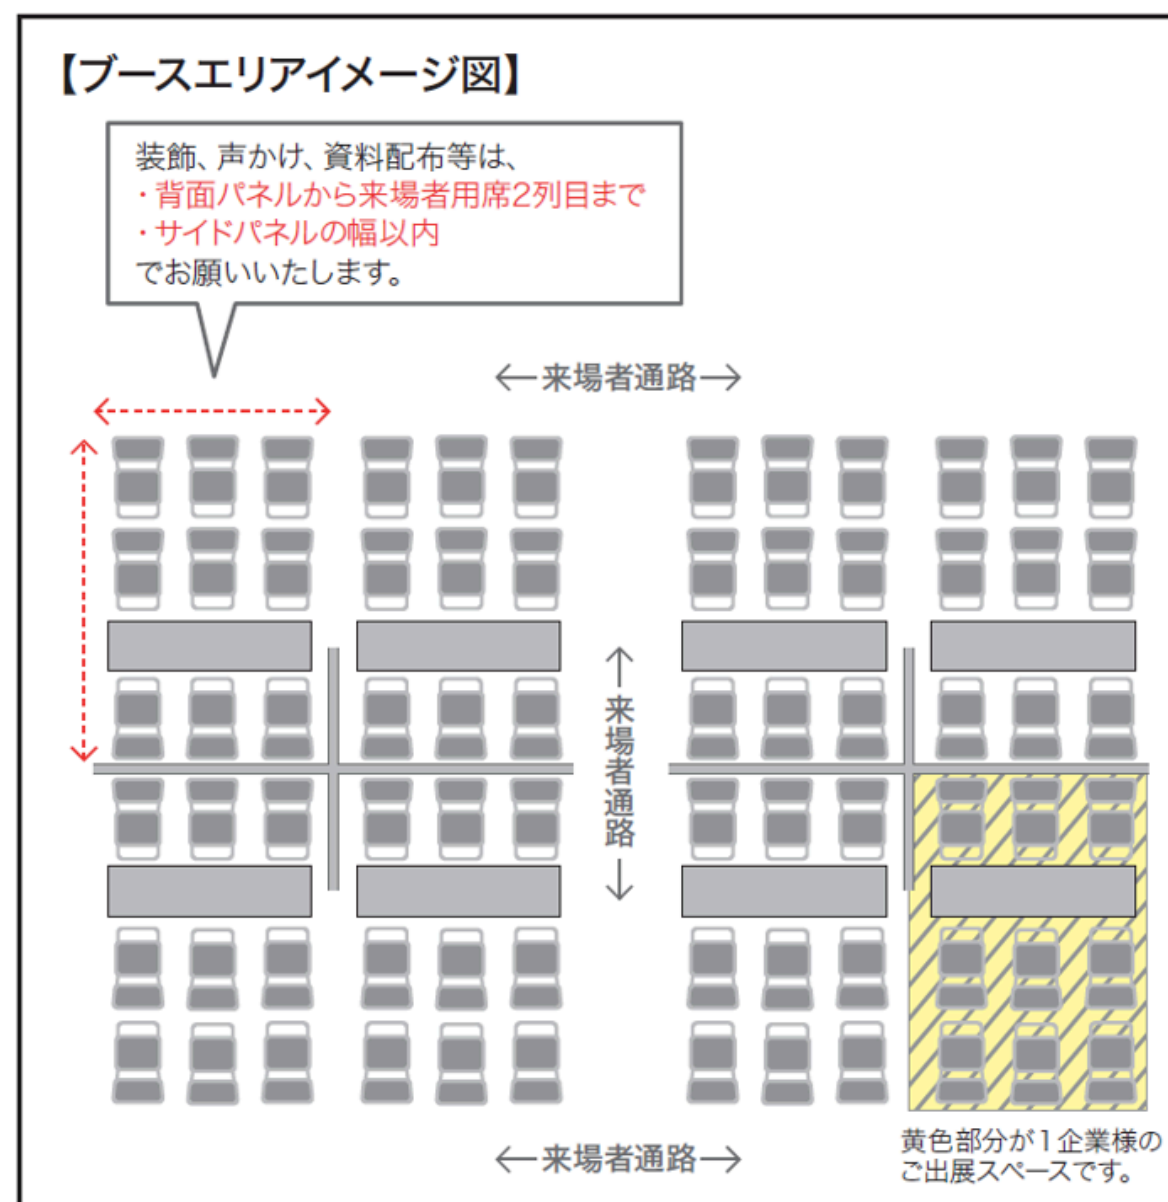 【ブースエリアイメージ図】
装飾、声かけ、資料配布等は、
・背面パネルから来場者用席2列目まで
・サイドパネルの幅以内
でお願いいたします。
←来場者通路→
←来場者通路→
←来場者通路→
黄色部分が1企業様の
ご出展スペースです。